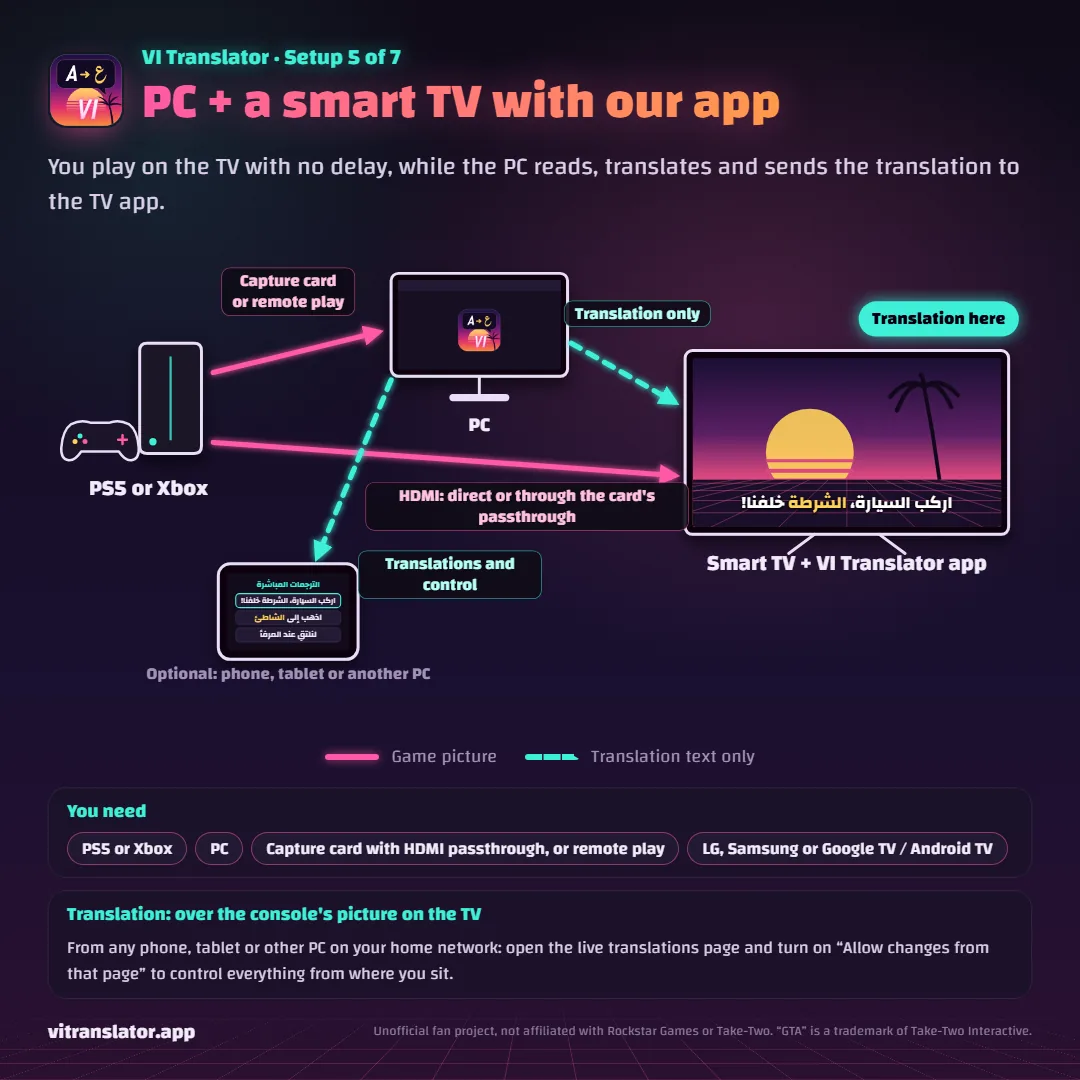 A→ع
VI
VI Translator · Setup 5 of 7
PC + a smart TV with our app
You play on the TV with no delay, while the PC reads, translates and sends the translation to
the TV app.
Capture card
or remote play
A→ع
VI
Translation only
Translation here
PC
PS5 or Xbox
HDMI: direct or through the card's
passthrough
اركب السيارة، الشرطة خلفنا!
Smart TV + VI Translator app
Translations and
control
الترجمات المباشرة
اركب السيارة، الشرطة خلفنا!
اذهب إلى الشاطئ
لنلتقِ عند المرفأ
Optional: phone, tablet or another PC
Game picture
Translation text only
You need
PS5 or Xbox
PC
Capture card with HDMI passthrough, or remote play
LG, Samsung or Google TV / Android TV
Translation: over the console's picture on the TV
From any phone, tablet or other PC on your home network: open the live translations page and turn on “Allow changes from
that page” to control everything from where you sit.
vitranslator.app
Unofficial fan project, not affiliated with Rockstar Games or Take-Two. “GTA” is a trademark of Take-Two Interactive.